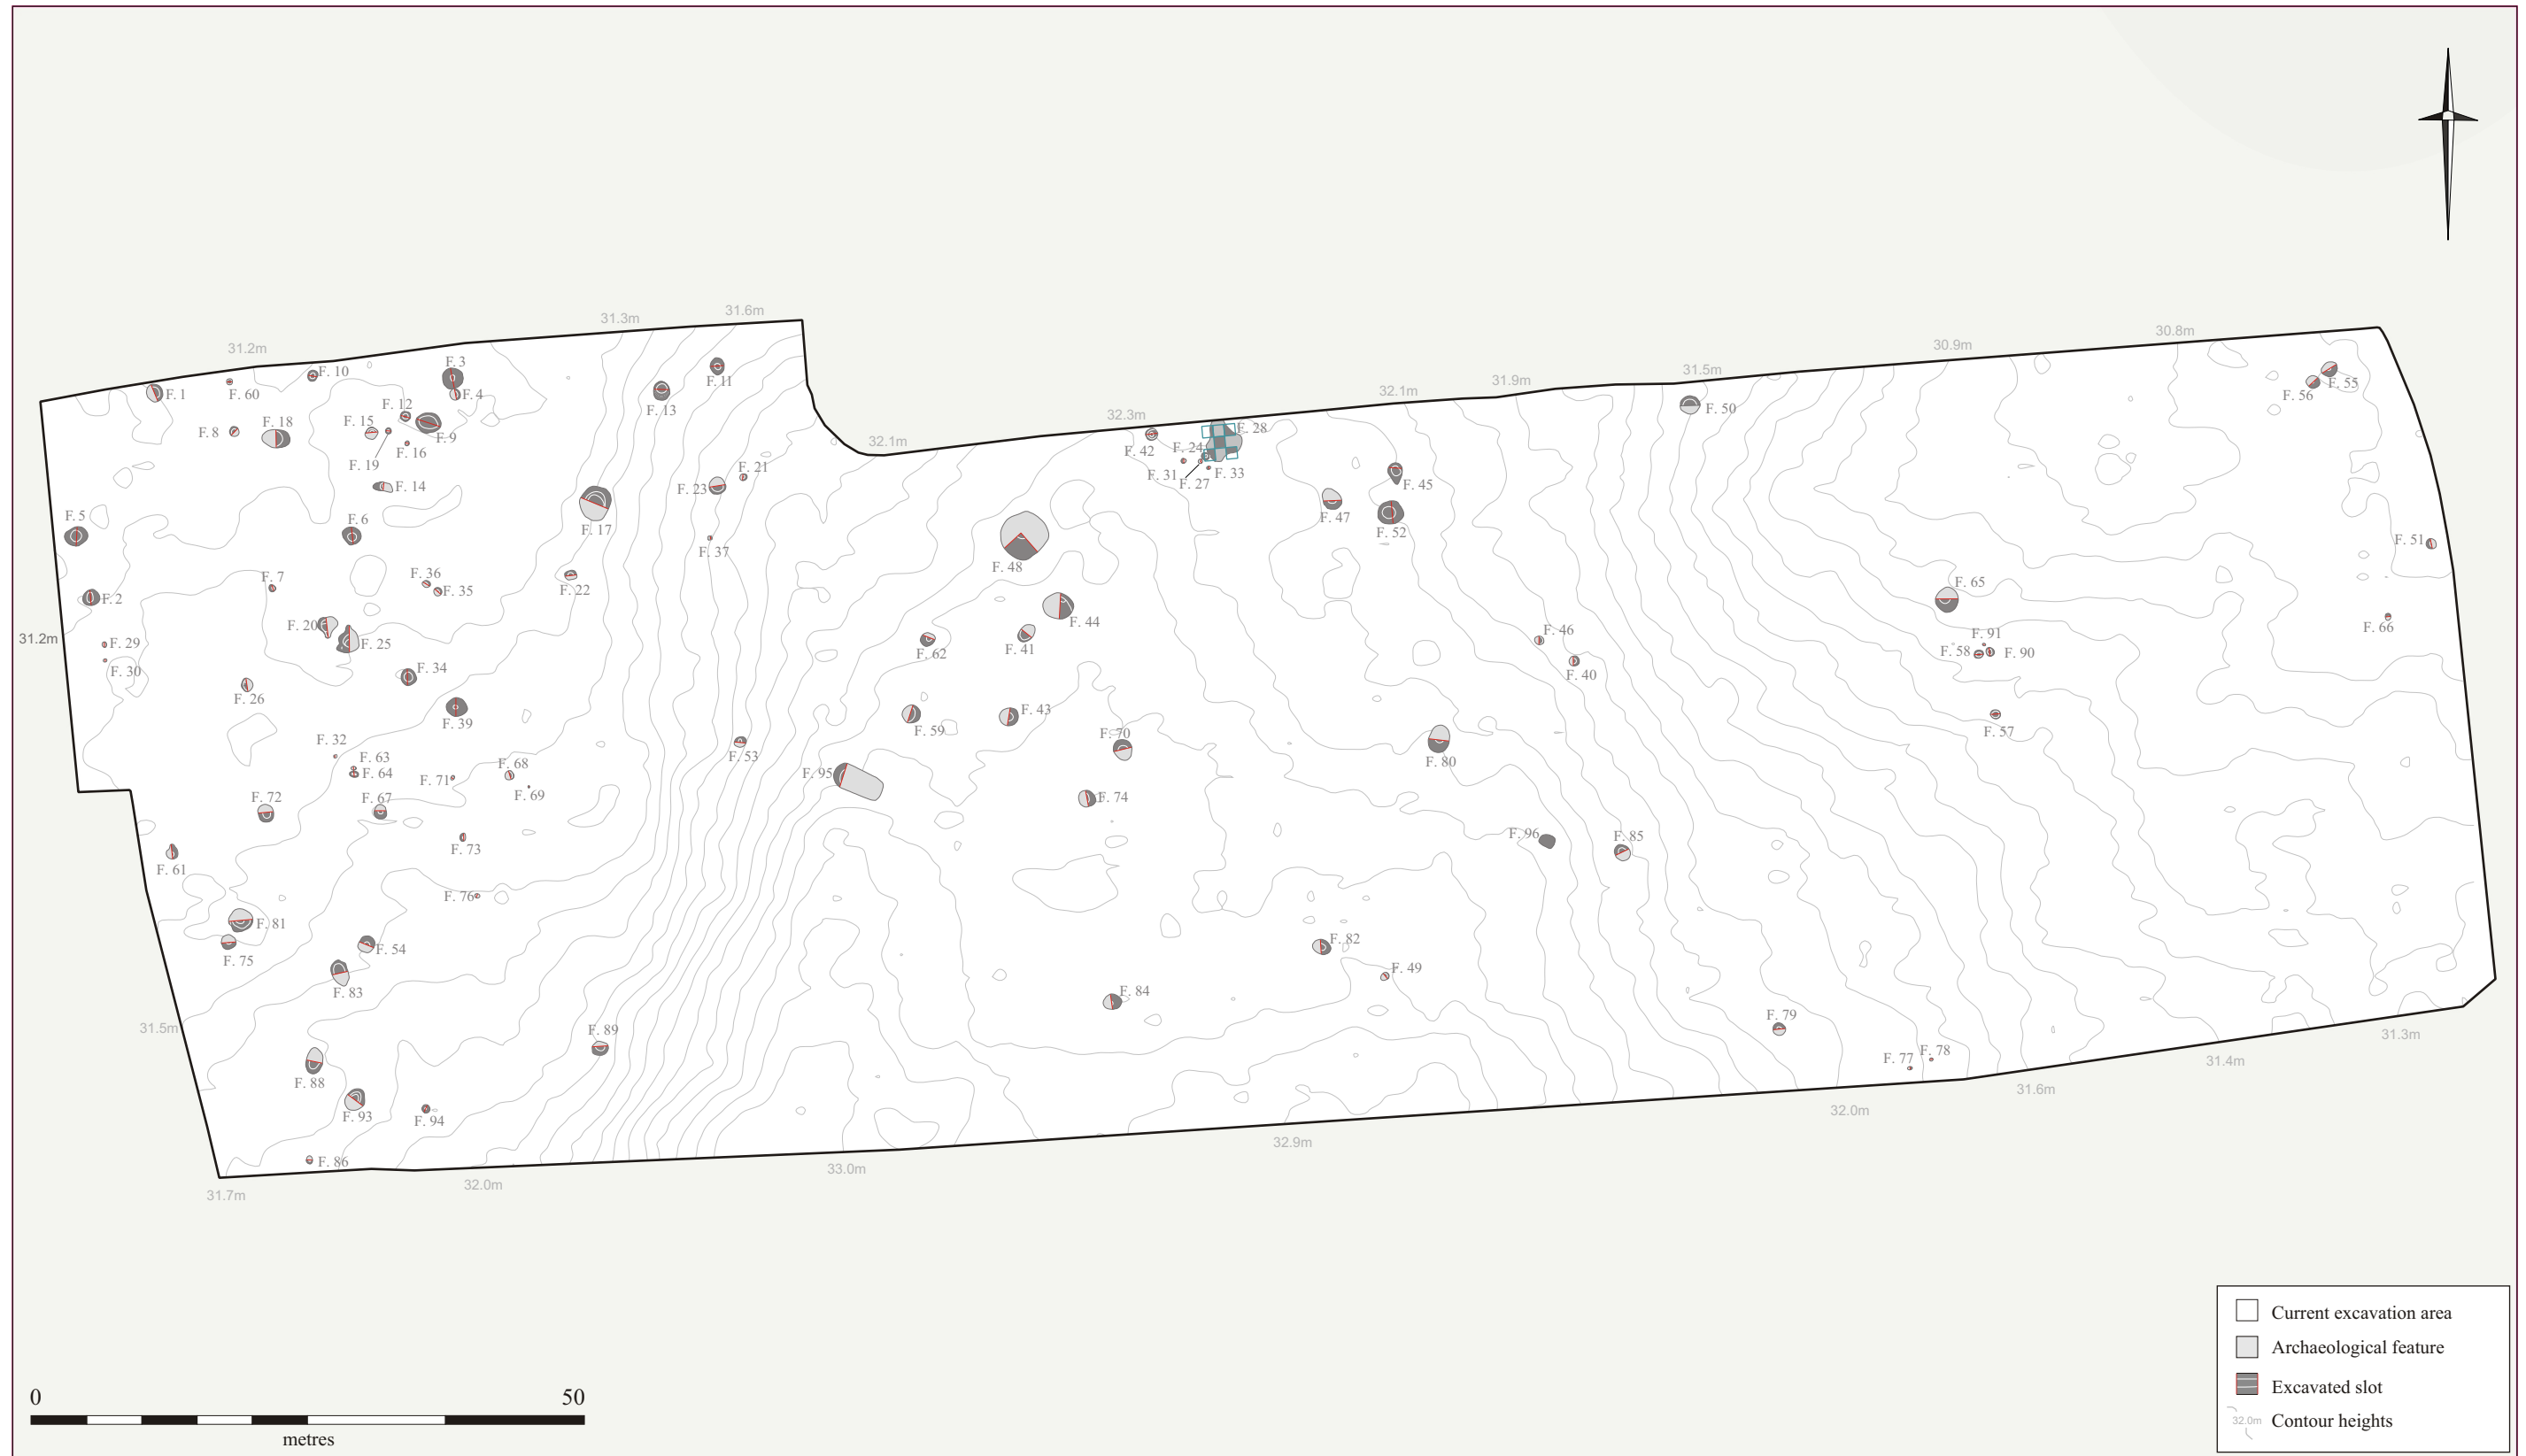 31.6m
31.3m
30.8m
30.9m
31.2m
F. 3
F. 10
31.5m
F. 11
31.9m
32.1m
F. 55
F. 60
F. 1
F. 4
F. 56
F. 12
F. 13
F. 50
32.3m
F. 18
F. 15
F. 28
F. 8
F. 9
32.1m
F. 42
F. 24
F. 16
F. 19
F. 21
F. 31
F. 33
F. 14
F. 23
F. 27
F. 45
F. 5
F. 6
F. 17
F. 47
F. 52
F. 51
F. 37
F. 48
F. 7
F. 36
F. 65
F. 2
F. 35
F. 22
F. 20
F. 44
F. 66
31.2m
F. 29
F. 25
F. 62
F. 41
F. 46
F. 91
F. 58
F. 90
F. 30
F. 34
F. 40
F. 26
F. 39
F. 59
F. 43
F. 57
F. 32
F. 70
F. 63
F. 53
F. 80
F. 64
F. 71
F. 68
F. 95
F. 69
F. 72
F. 67
F. 74
F. 73
F. 96
F. 85
F. 61
F. 76
F. 81
F. 54
F. 82
F. 75
F. 49
F. 83
F. 84
31.5m
F. 89
F. 79
31.3m
F. 78
F. 77
31.4m
F. 88
31.6m
F. 93
F. 94
32.0m
32.9m
F. 86
33.0m
32.0m
31.7m
Current excavation area
Archaeological feature
Excavated slot
32.0m Contour heights
0 50
metres